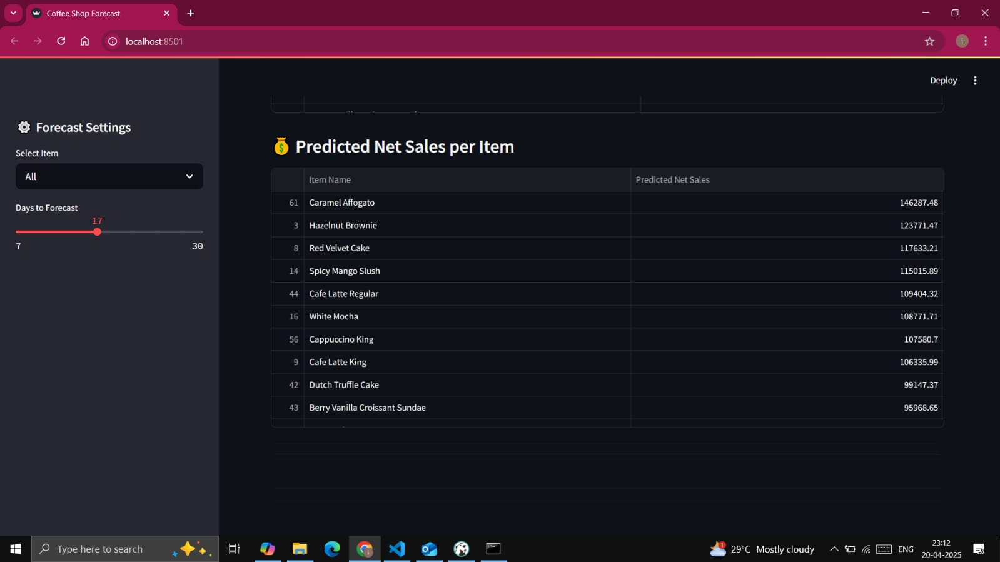 Coffee Shop Forecast
localhost:8501
i
Deploy
Forecast Settings
Select Item
All
Days to Forecast
17
7 30
Predicted Net Sales per Item
Item Name Predicted Net Sales
61 Caramel Affogato 146287.48
3 Hazelnut Brownie 123771.47
8 Red Velvet Cake 117633.21
14 Spicy Mango Slush 115015.89
44 Cafe Latte Regular 109404.32
16 White Mocha 108771.71
56 Cappuccino King 107580.7
9 Cafe Latte King 106335.99
42 Dutch Truffle Cake 99147.37
43 Berry Vanilla Croissant Sundae 95968.65
Type here to search
1
29°C Mostly cloudy
ENG
23:12
20-04-2025